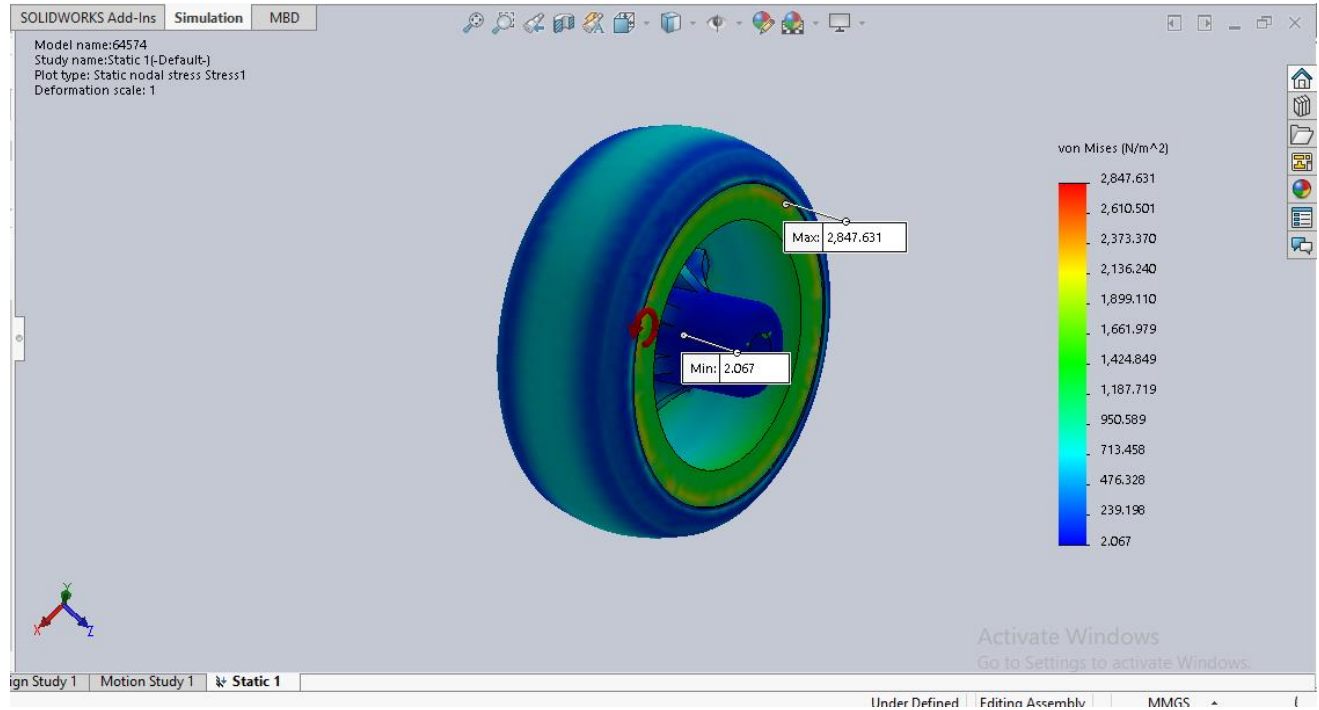 SOLIDWORKS Add-Ins Simulation MBD
Model name:64574
Study name:Static 1(-Default-)
Plot type: Static nodal stress Stress1
Deformation scale: 1
von Mises (N/m^2)
2,847.631
2,610.501
2,373.370
2,136.240
1,899.110
1,661.979
1,424.849
1,187.719
950.589
713.458
476.328
239.198
2.067
Max: 2,847.631
Min: 2.067
Y
X
Z
Activate Windows
Go to Settings to activate Windows.
ign Study 1 Motion Study 1 Static 1
Under Defined Editing Assembly MMGS